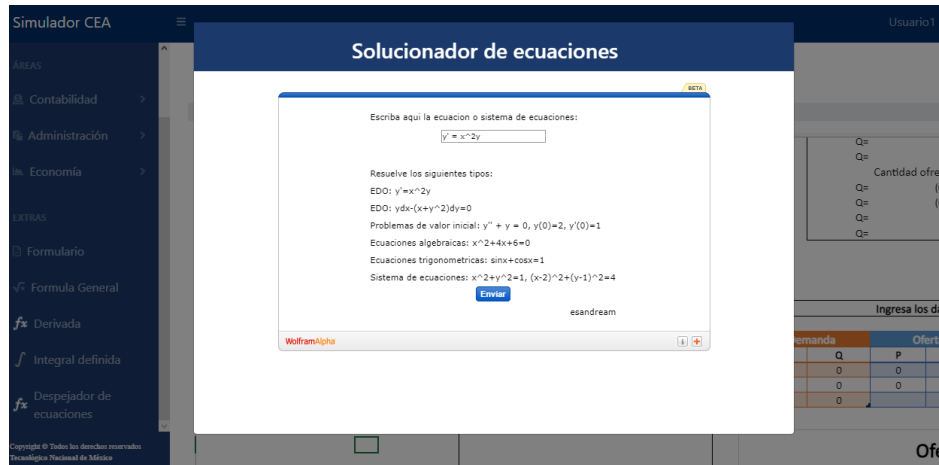 Simulador CEA
Usuario1
ÁREAS
Contabilidad
Administración
Economía
EXTRAS
Formulario
Formula General
fx Derivada
Integral definida
fx Despejador de
ecuaciones
Copyright © Todos los derechos reservados
Tecnológico Nacional de México
Solucionador de ecuaciones
BETA
Escriba aqui la ecuacion o sistema de ecuaciones:
y' = x^2y
Resuelve los siguientes tipos:
EDO: y'=x^2y
EDO: ydx-(x+y^2)dy=0
Problemas de valor inicial: y'' + y = 0, y(0)=2, y'(0)=1
Ecuaciones algebraicas: x^2+4x+6=0
Ecuaciones trigonometricas: sinx+cosx=1
Sistema de ecuaciones: x^2+y^2=1, (x-2)^2+(y-1)^2=4
Enviar
esandream
WolframAlpha
i +
Q=
Q=
Cantidad ofre
Q= (
Q= (
Q=
Ingresa los da
emanda Ofert
Q P
0 0
0 0
0
Ofe